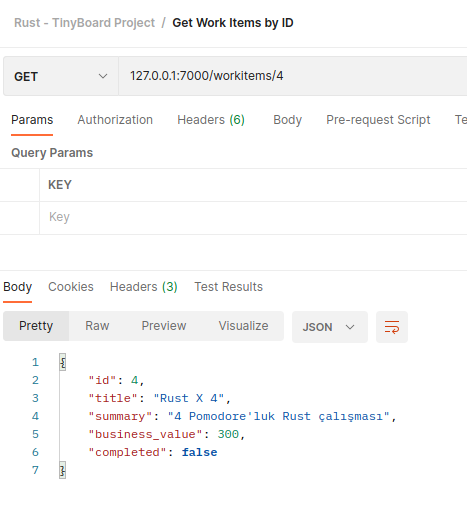 Rust - TinyBoard Project / Get Work Items by ID
GET 127.0.0.1:7000/workitems/4
Params Authorization Headers (6) Body Pre-request Script Te
Query Params
KEY
Key
Body Cookies Headers (3) Test Results
Pretty Raw Preview Visualize JSON
1 {
2 "id": 4,
3 "title": "Rust X 4",
4 "summary": "4 Pomodore'luk Rust çalışması",
5 "business_value": 300,
6 "completed": false
7 }